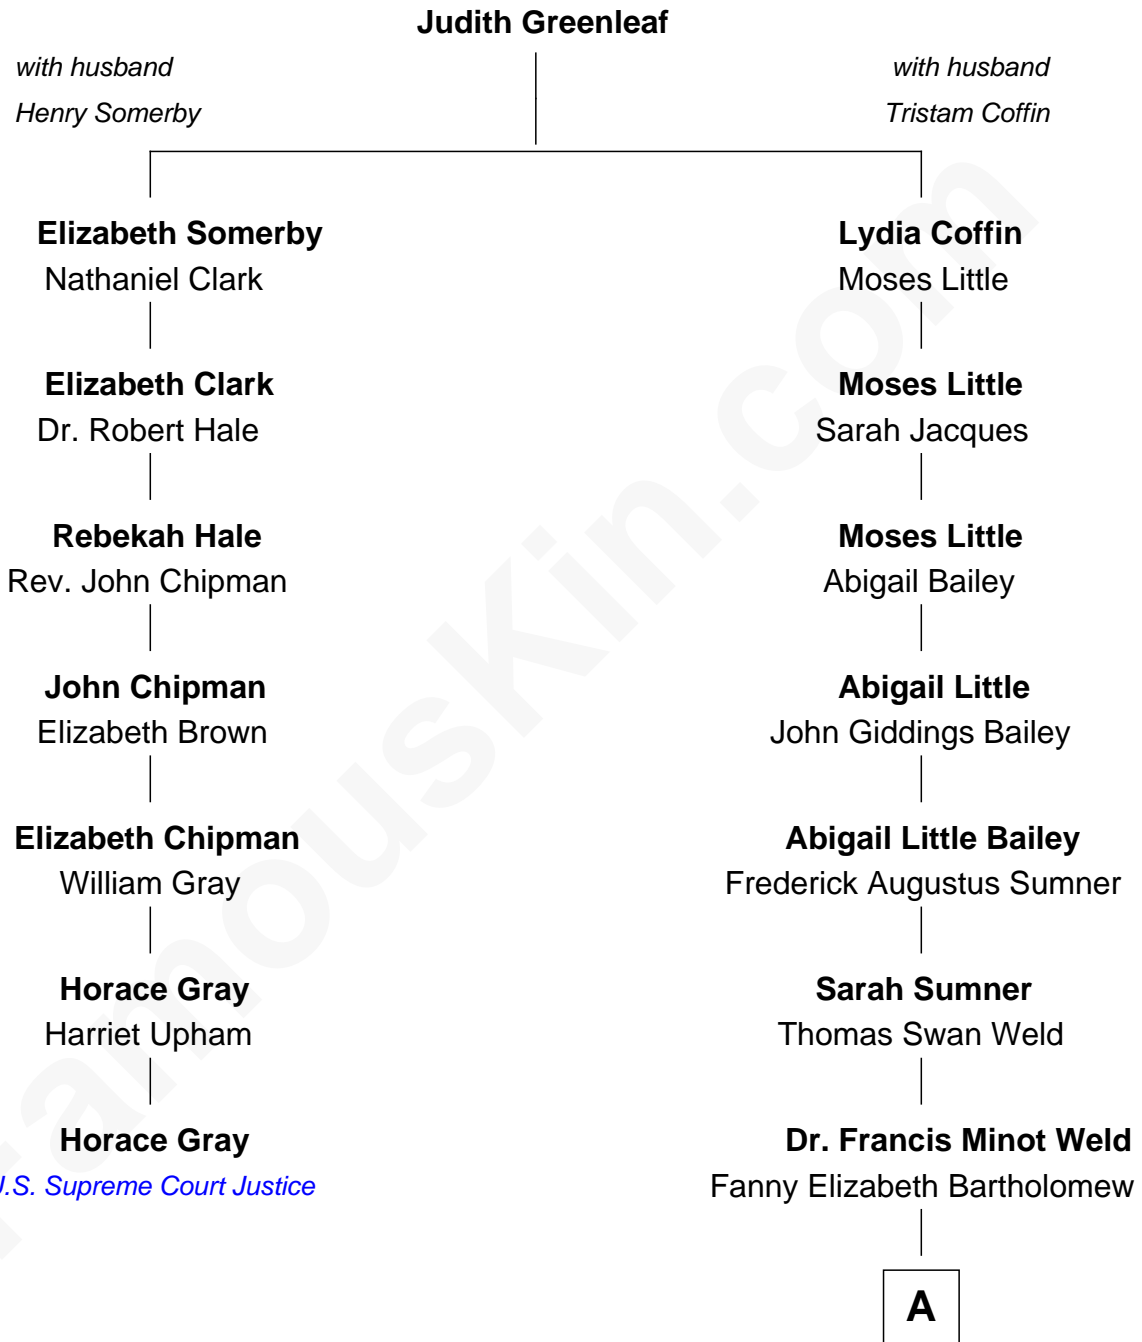 Judith Greenleaf
with husband
Henry Somerby
with husband
Tristam Coffin
Elizabeth Somerby
Nathaniel Clark
Lydia Coffin
Moses Little
Elizabeth Clark
Dr. Robert Hale
Moses Little
Sarah Jacques
Rebekah Hale
Rev. John Chipman
Moses Little
Abigail Bailey
John Chipman
Elizabeth Brown
Abigail Little
John Giddings Bailey
Elizabeth Chipman
William Gray
Abigail Little Bailey
Frederick Augustus Sumner
Horace Gray
Harriet Upham
Sarah Sumner
Thomas Swan Weld
Horace Gray
U.S. Supreme Court Justice
Dr. Francis Minot Weld
Fanny Elizabeth Bartholomew
A
FamousKin.com